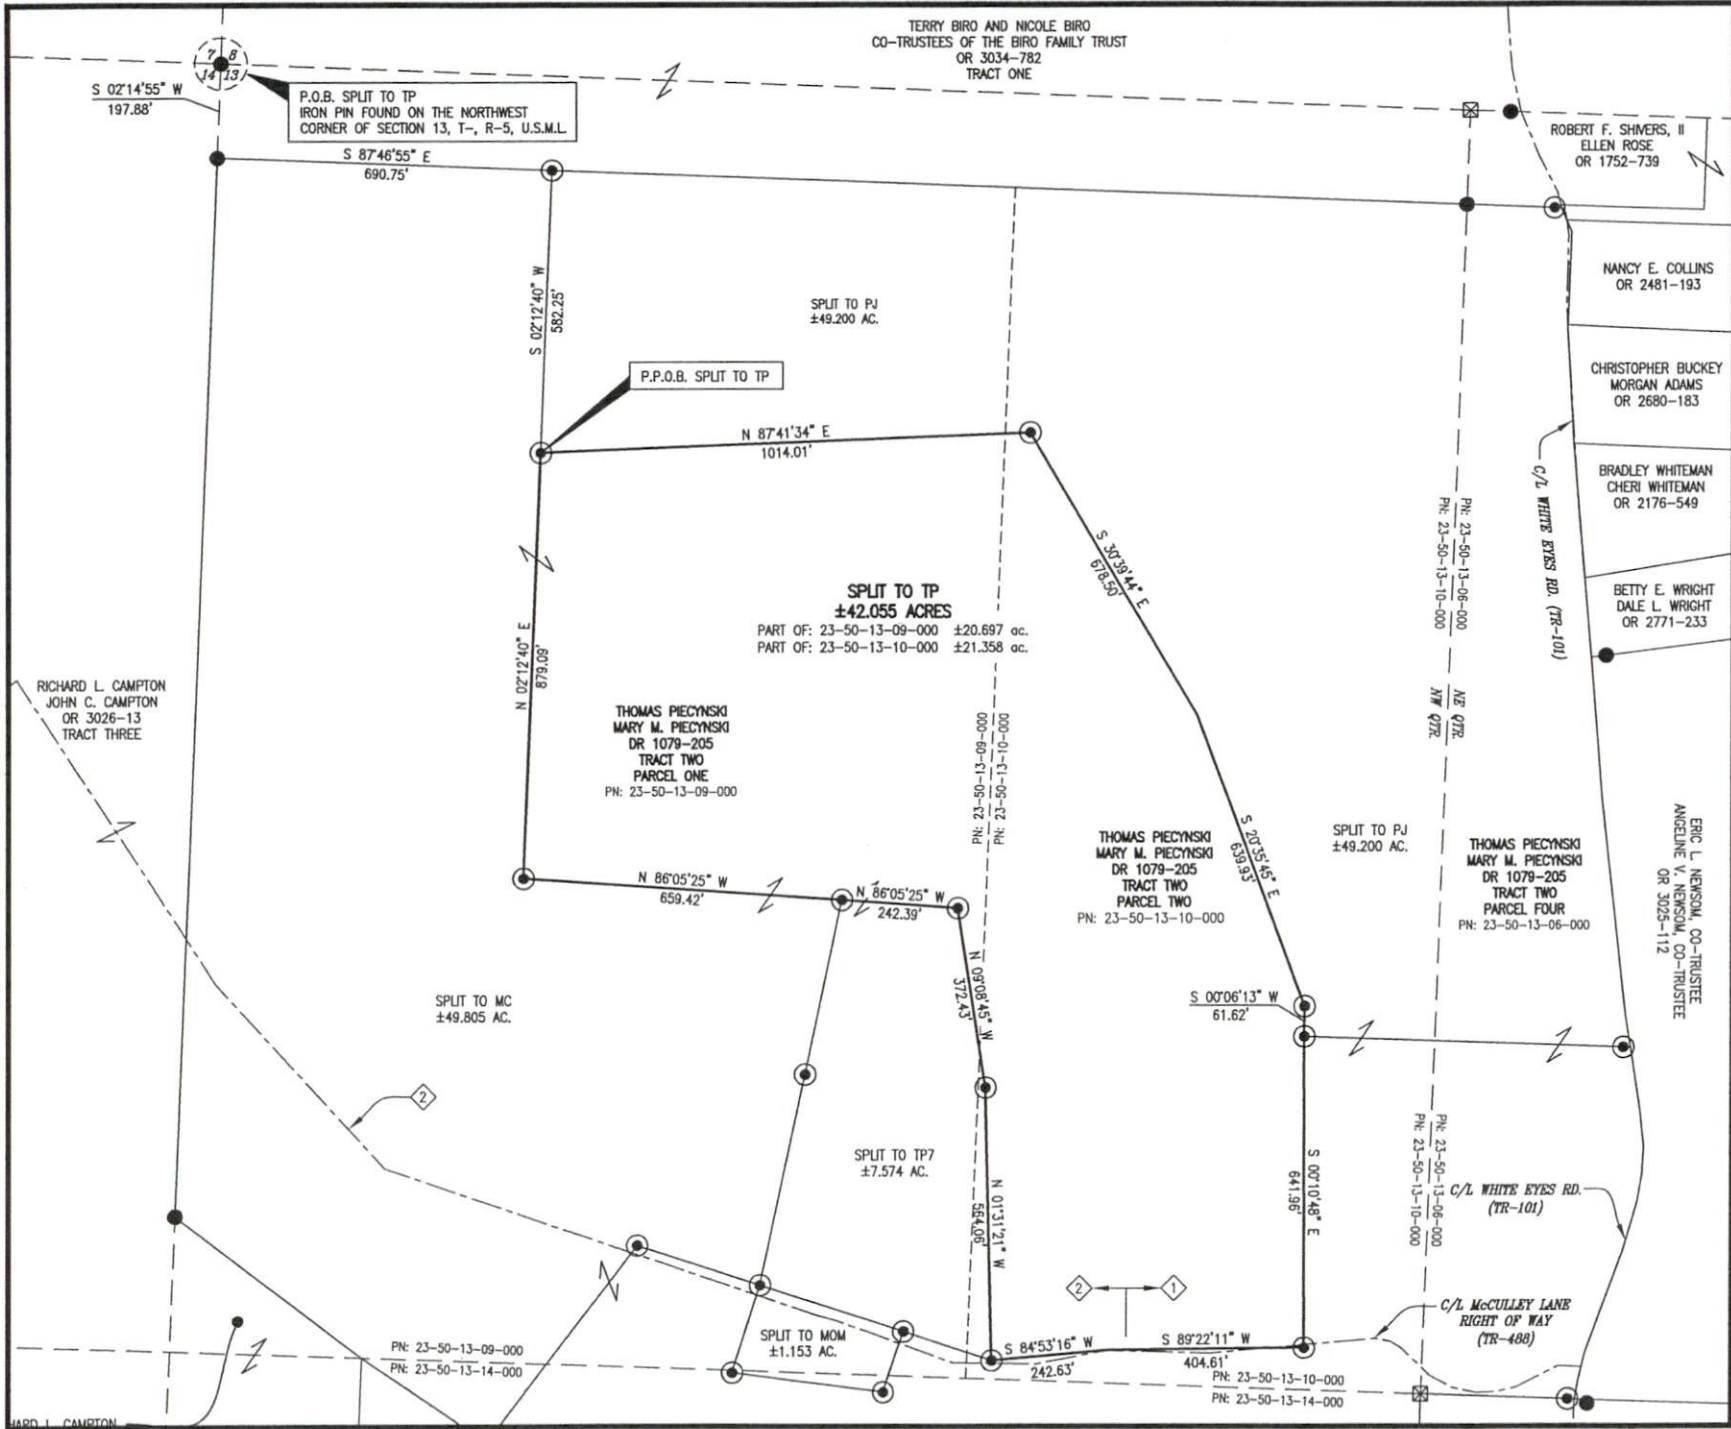 TERRY BIRO AND NICOLE BIRO
CO-TRUSTEES OF THE BIRO FAMILY TRUST
OR 3034-782
TRACT ONE
7 8
14 13
S 02°14'55" W
197.88'
P.O.B. SPLIT TO TP
IRON PIN FOUND ON THE NORTHWEST
CORNER OF SECTION 13, T-, R-5, U.S.M.L.
ROBERT F. SHIVERS, II
ELLEN ROSE
OR 1752-739
S 87°46'55" E
690.75'
NANCY E. COLLINS
OR 2481-193
S 02°12'40" W
582.25'
SPLIT TO PJ
±49.200 AC.
P.P.O.B. SPLIT TO TP
CHRISTOPHER BUCKEY
MORGAN ADAMS
OR 2680-183
N 87°41'34" E
1014.01'
C/L WHITE EYES RD. (TR-101)
BRADLEY WHITEMAN
CHERI WHITEMAN
OR 2176-549
PN: 23-50-13-06-000
PN: 23-50-13-10-000
S 30°39'44" E
678.50'
BETTY E. WRIGHT
DALE L. WRIGHT
OR 2771-233
SPLIT TO TP
±42.055 ACRES
PART OF: 23-50-13-09-000 ±20.697 ac.
PART OF: 23-50-13-10-000 ±21.358 ac.
N 02°12'40" E
879.09'
RICHARD L. CAMPTON
JOHN C. CAMPTON
OR 3026-13
TRACT THREE
THOMAS PIECYNSKI
MARY M. PIECYNSKI
DR 1079-205
TRACT TWO
PARCEL ONE
PN: 23-50-13-09-000
NE QTR.
NW QTR.
PN: 23-50-13-09-000
PN: 23-50-13-10-000
S 20°35'45" E
639.93'
THOMAS PIECYNSKI
MARY M. PIECYNSKI
DR 1079-205
TRACT TWO
PARCEL TWO
PN: 23-50-13-10-000
SPLIT TO PJ
±49.200 AC.
THOMAS PIECYNSKI
MARY M. PIECYNSKI
DR 1079-205
TRACT TWO
PARCEL FOUR
PN: 23-50-13-06-000
ERIC L. NEWSOM, CO-TRUSTEE
ANGELINE V. NEWSOM, CO-TRUSTEE
OR 3025-112
N 86°05'25" W
659.42'
N 86°05'25" W
242.39'
N 09°08'45" W
372.43'
SPLIT TO MC
±49.805 AC.
S 00°06'13" W
61.62'
2
SPLIT TO TP7
±7.574 AC.
N 01°31'21" W
564.06'
S 00°10'48" E
641.96'
PN: 23-50-13-06-000
PN: 23-50-13-10-000
C/L WHITE EYES RD.
(TR-101)
2 1
C/L McCULLEY LANE
RIGHT OF WAY
(TR-488)
SPLIT TO MOM
±1.153 AC.
S 84°53'16" W
242.63'
S 89°22'11" W
404.61'
PN: 23-50-13-09-000
PN: 23-50-13-14-000
PN: 23-50-13-10-000
PN: 23-50-13-14-000
L. CAMPTON